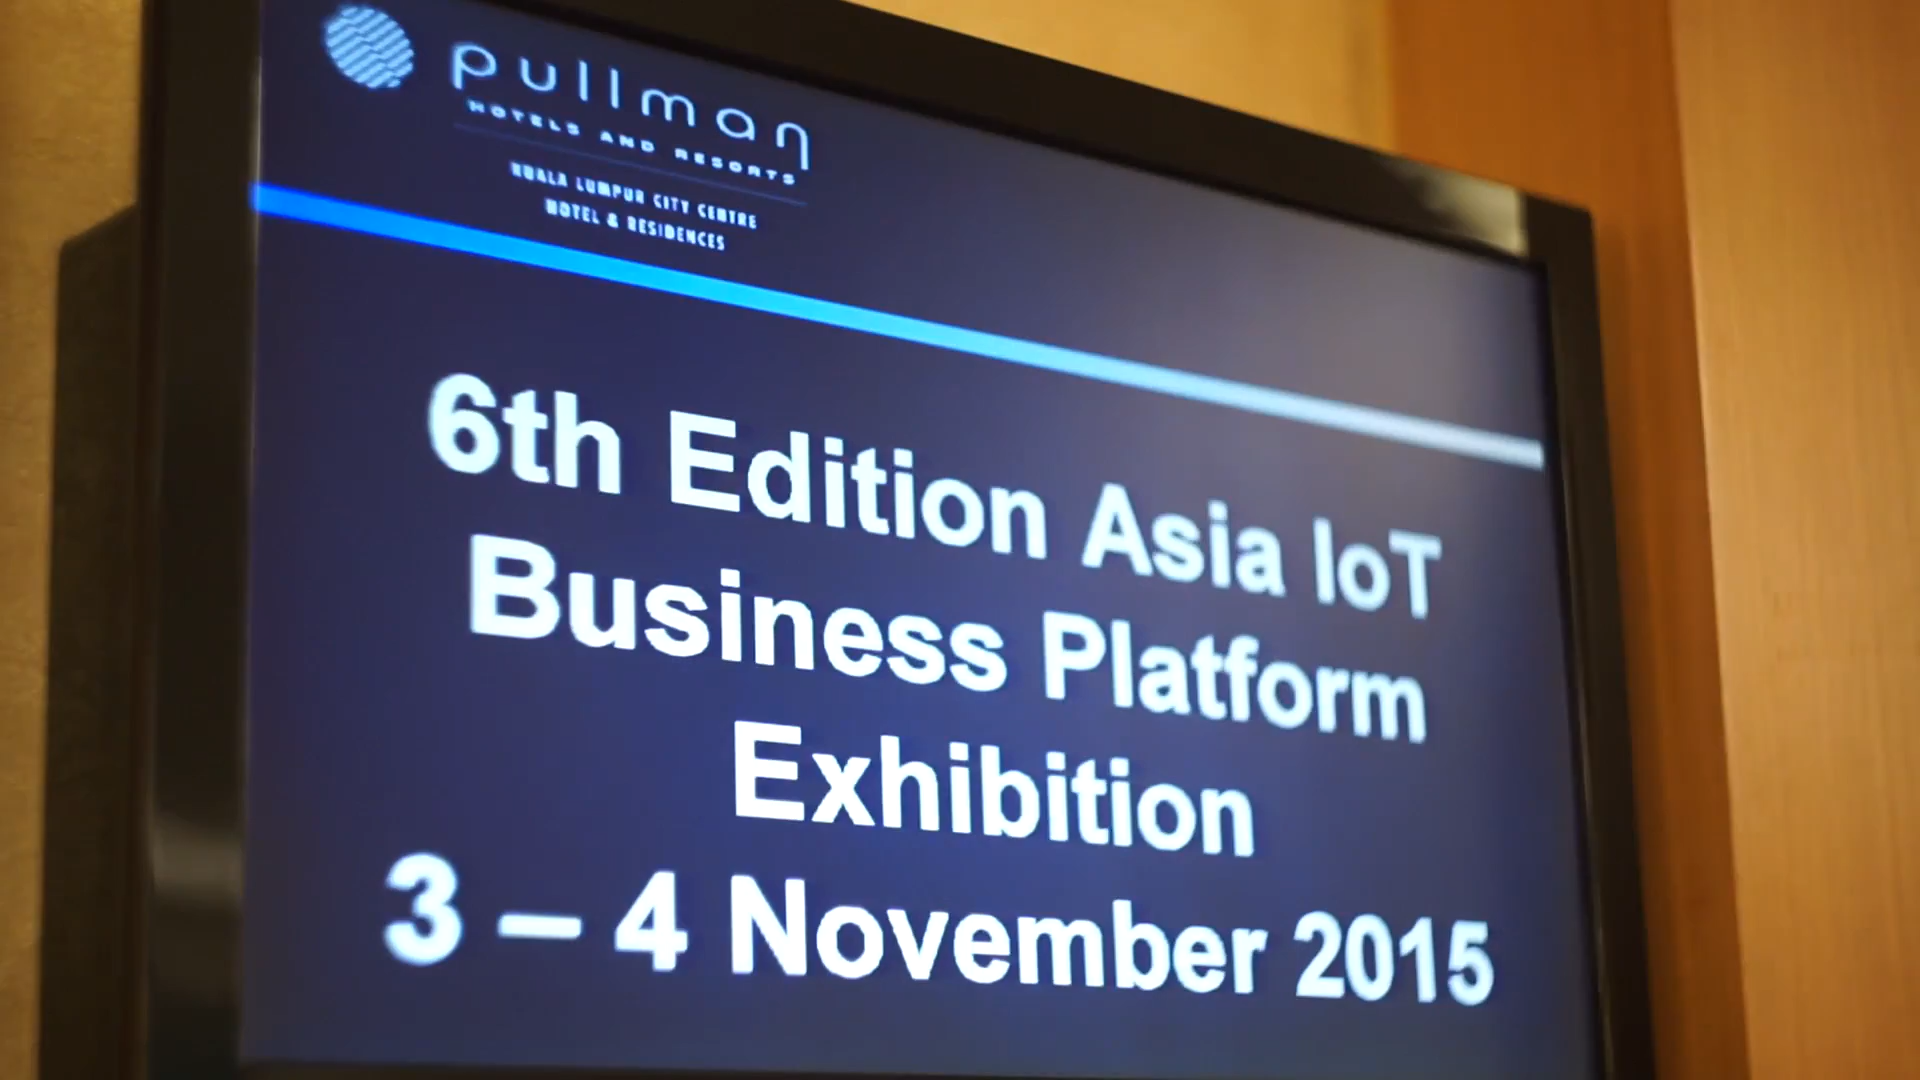 pullman
HOTELS AND RESORTS
KUALA LUMPUR CITY CENTRE
HOTEL & RESIDENCES
6th Edition Asia IoT
Business Platform
Exhibition
3 – 4 November 2015